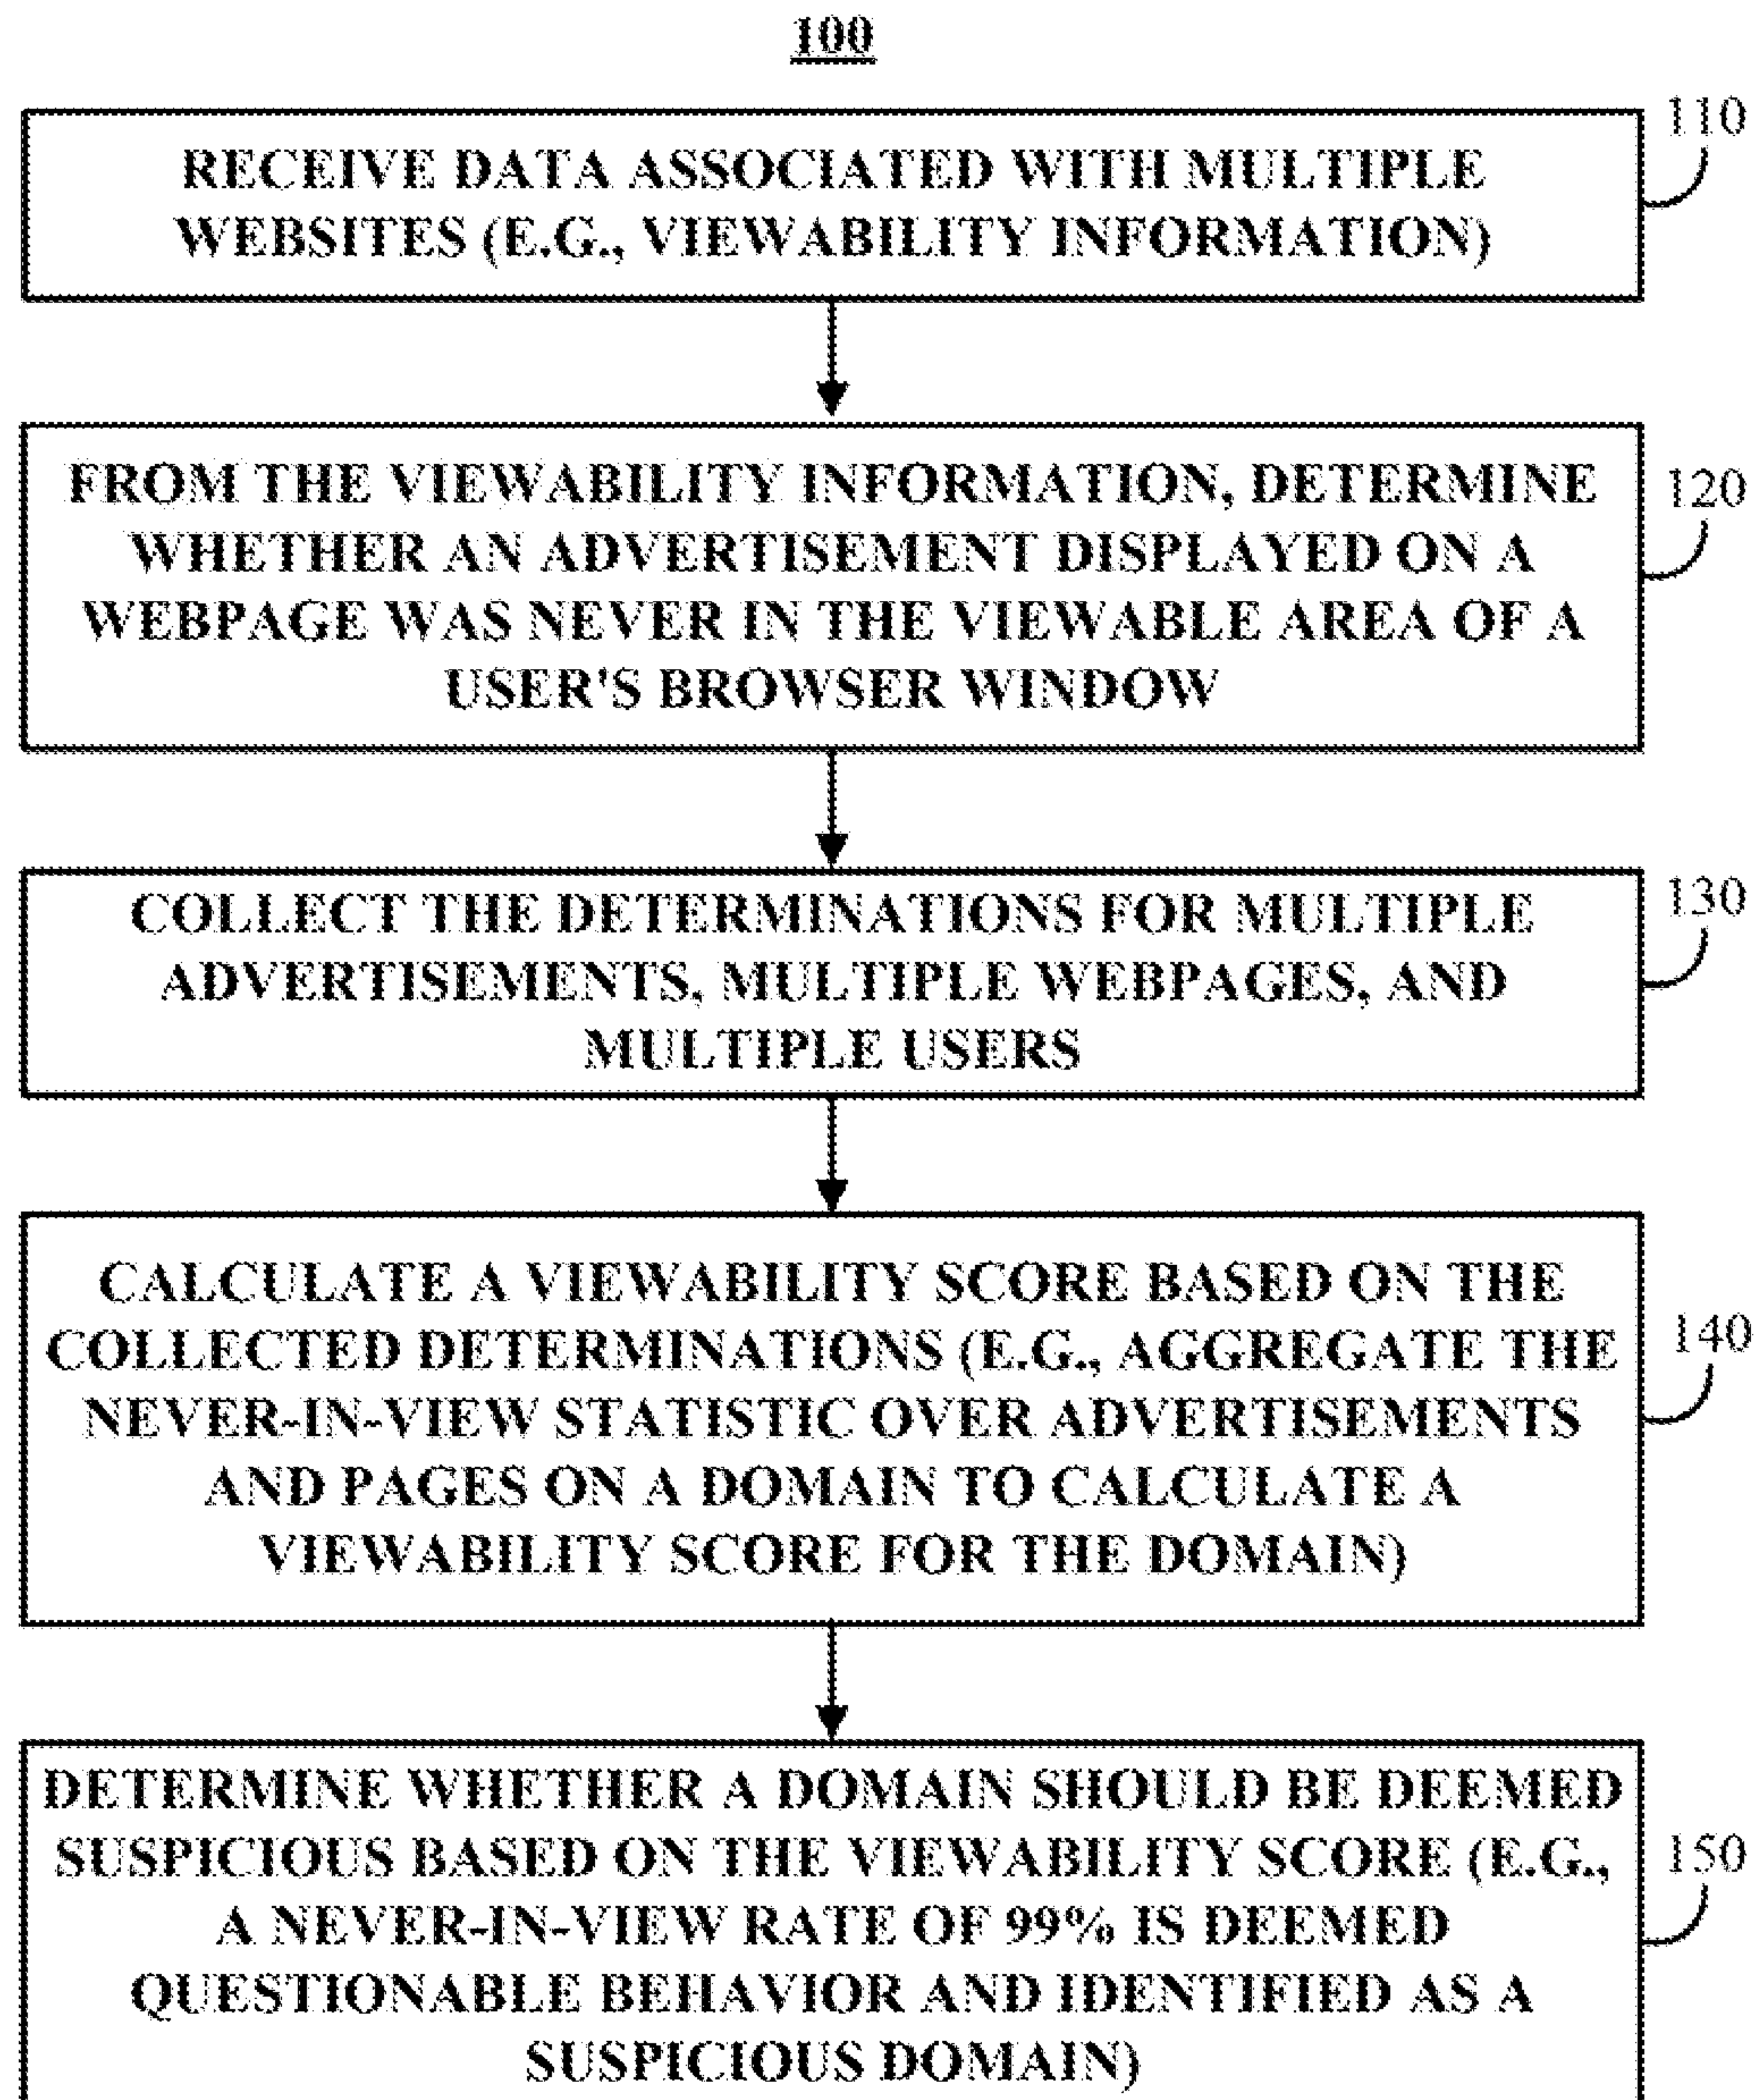 100
110
RECEIVE DATA ASSOCIATED WITH MULTIPLE
WEBSITES (E.G., VIEWABILITY INFORMATION)
120
FROM THE VIEWABILITY INFORMATION, DETERMINE
WHETHER AN ADVERTISEMENT DISPLAYED ON A
WEBPAGE WAS NEVER IN THE VIEWABLE AREA OF A
USER'S BROWSER WINDOW
130
COLLECT THE DETERMINATIONS FOR MULTIPLE
ADVERTISEMENTS, MULTIPLE WEBPAGES, AND
MULTIPLE USERS
140
CALCULATE A VIEWABILITY SCORE BASED ON THE
COLLECTED DETERMINATIONS (E.G., AGGREGATE THE
NEVER-IN-VIEW STATISTIC OVER ADVERTISEMENTS
AND PAGES ON A DOMAIN TO CALCULATE A
VIEWABILITY SCORE FOR THE DOMAIN)
150
DETERMINE WHETHER A DOMAIN SHOULD BE DEEMED
SUSPICIOUS BASED ON THE VIEWABILITY SCORE (E.G.,
A NEVER-IN-VIEW RATE OF 99% IS DEEMED
QUESTIONABLE BEHAVIOR AND IDENTIFIED AS A
SUSPICIOUS DOMAIN)